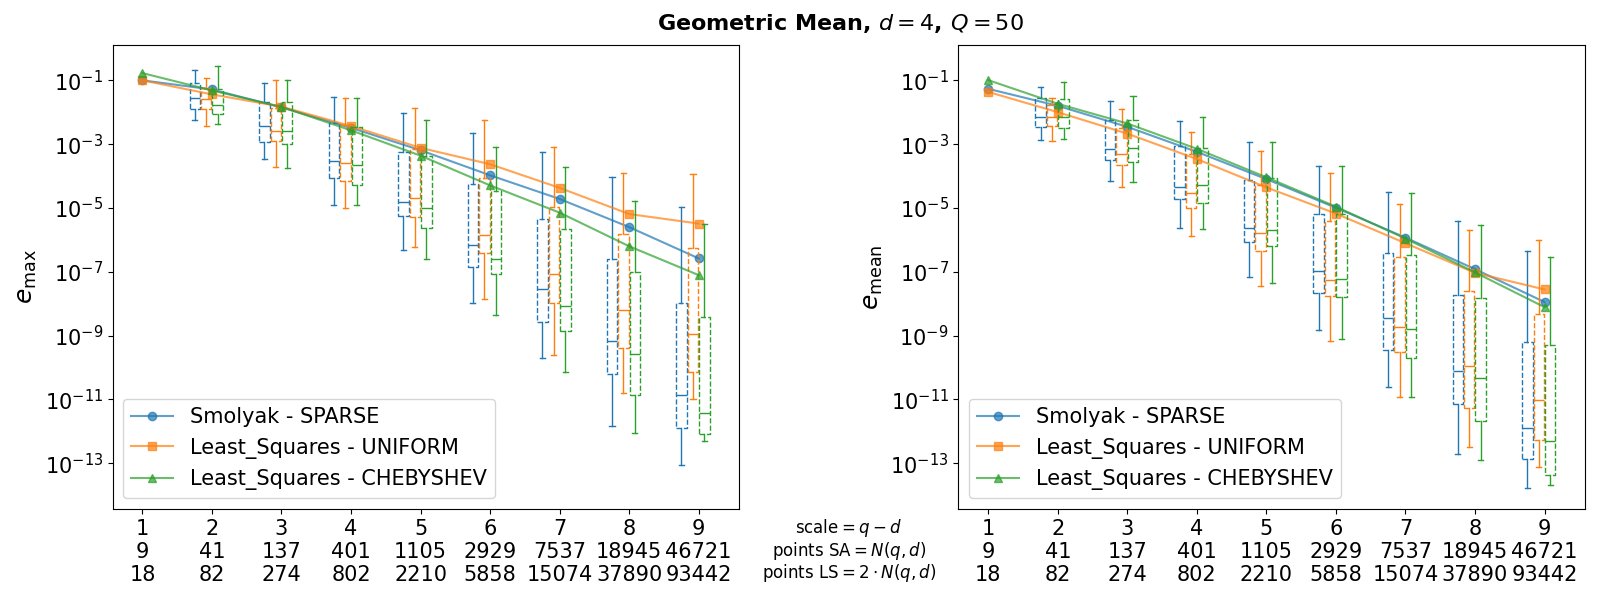 Geometric Mean, d = 4, Q = 50
e_max
10^-1
10^-3
10^-5
10^-7
10^-9
10^-11
10^-13
Smolyak - SPARSE
Least_Squares - UNIFORM
Least_Squares - CHEBYSHEV
1 2 3 4 5 6 7 8 9
9 41 137 401 1105 2929 7537 18945 46721
18 82 274 802 2210 5858 15074 37890 93442
scale = q − d
points SA = N(q, d)
points LS = 2 · N(q, d)
e_mean
10^-1
10^-3
10^-5
10^-7
10^-9
10^-11
10^-13
Smolyak - SPARSE
Least_Squares - UNIFORM
Least_Squares - CHEBYSHEV
1 2 3 4 5 6 7 8 9
9 41 137 401 1105 2929 7537 18945 46721
18 82 274 802 2210 5858 15074 37890 93442